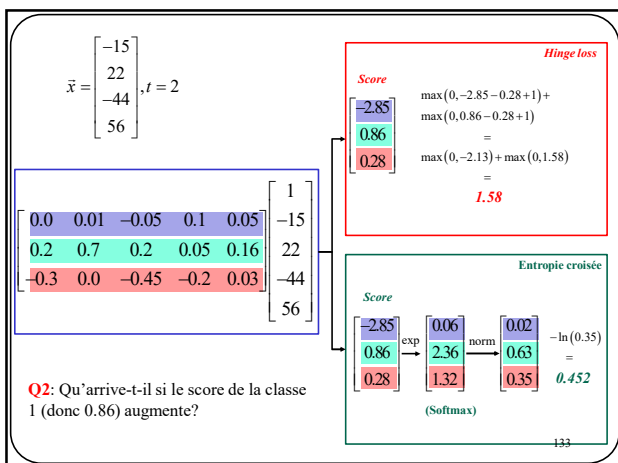 x⃗ = [−15 22 −44 56], t = 2
[0.0 0.01 −0.05 0.1 0.05
0.2 0.7 0.2 0.05 0.16
−0.3 0.0 −0.45 −0.2 0.03]
[1
−15
22
−44
56]
Q2: Qu'arrive-t-il si le score de la classe
1 (donc 0.86) augmente?
Hinge loss
Score
[−2.85
0.86
0.28]
max(0,−2.85−0.28+1)+
max(0,0.86−0.28+1)
=
max(0,−2.13)+max(0,1.58)
=
1.58
Entropie croisée
Score
[−2.85 0.86 0.28] exp [0.06 2.36 1.32] norm [0.02 0.63 0.35]
−ln(0.35)
=
0.452
(Softmax)
133